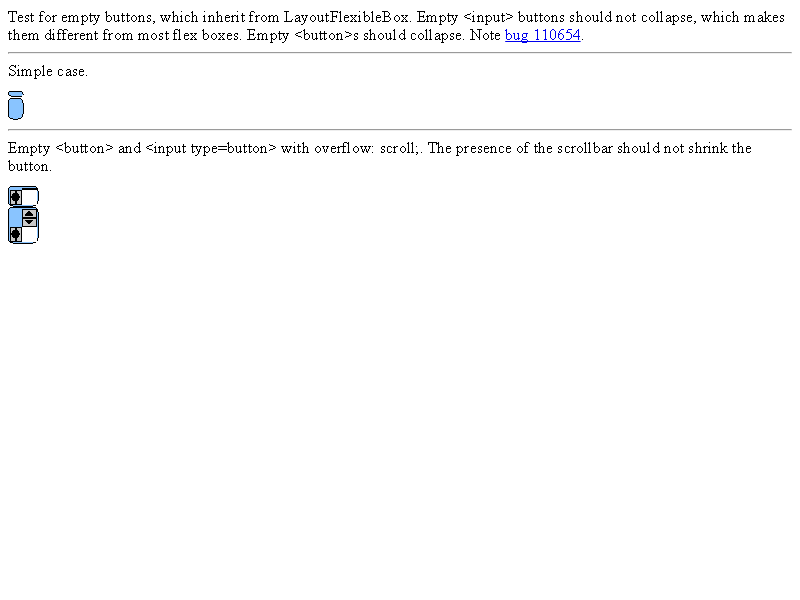 Test for empty buttons, which inherit from LayoutFlexibleBox. Empty <input> buttons should not collapse, which makes
them different from most flex boxes. Empty <button>s should collapse. Note bug 110654.
Simple case.
Empty <button> and <input type=button> with overflow: scroll;. The presence of the scrollbar should not shrink the
button.